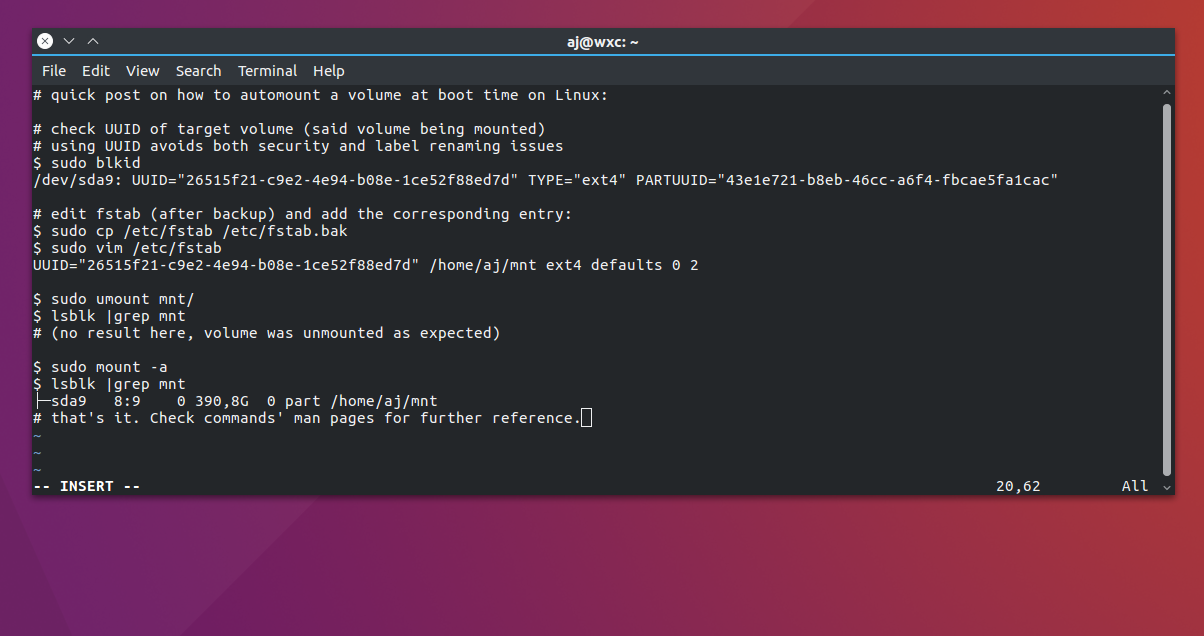 aj@wxc: ~
File Edit View Search Terminal Help
# quick post on how to automount a volume at boot time on Linux:
# check UUID of target volume (said volume being mounted)
# using UUID avoids both security and label renaming issues
$ sudo blkid
/dev/sda9: UUID="26515f21-c9e2-4e94-b08e-1ce52f88ed7d" TYPE="ext4" PARTUUID="43e1e721-b8eb-46cc-a6f4-fbcae5fa1cac"
# edit fstab (after backup) and add the corresponding entry:
$ sudo cp /etc/fstab /etc/fstab.bak
$ sudo vim /etc/fstab
UUID="26515f21-c9e2-4e94-b08e-1ce52f88ed7d" /home/aj/mnt ext4 defaults 0 2
$ sudo umount mnt/
$ lsblk |grep mnt
# (no result here, volume was unmounted as expected)
$ sudo mount -a
$ lsblk |grep mnt
├─sda9   8:9    0 390,8G  0 part /home/aj/mnt
# that's it. Check commands' man pages for further reference.
~
~
~
-- INSERT -- 20,62 All